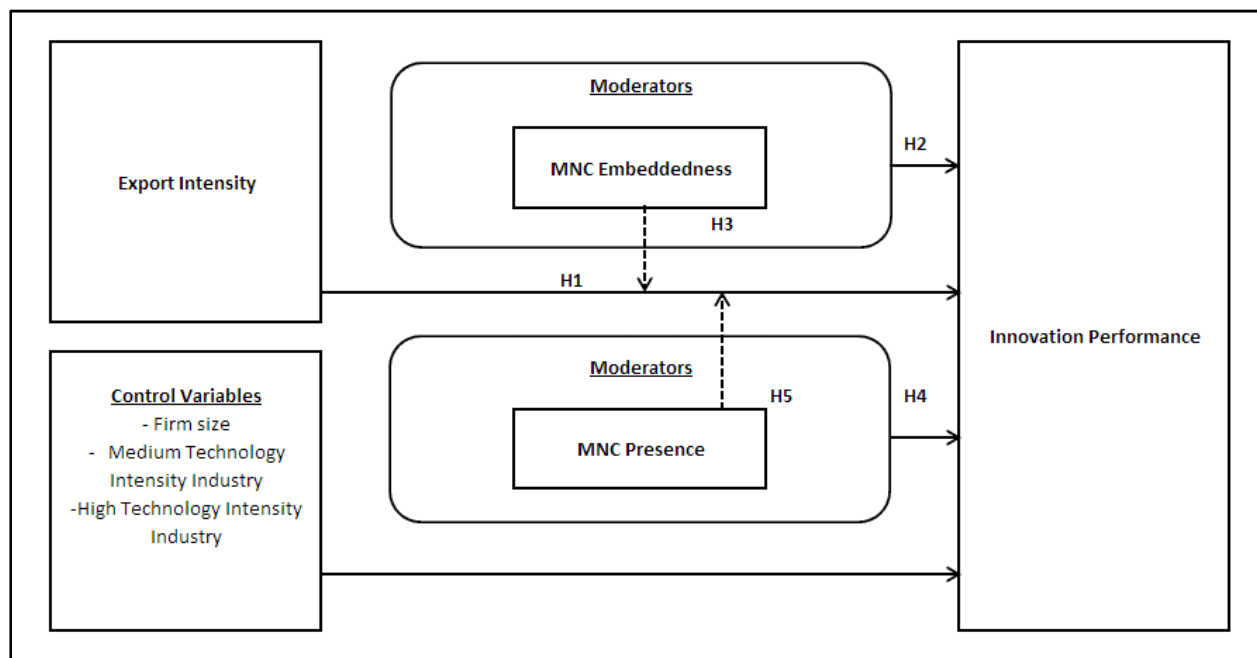 Export Intensity
Moderators
MNC Embeddedness
H2
H3
H1
Control Variables
- Firm size
- Medium Technology
Intensity Industry
-High Technology Intensity
Industry
Moderators
H5
H4
MNC Presence
Innovation Performance